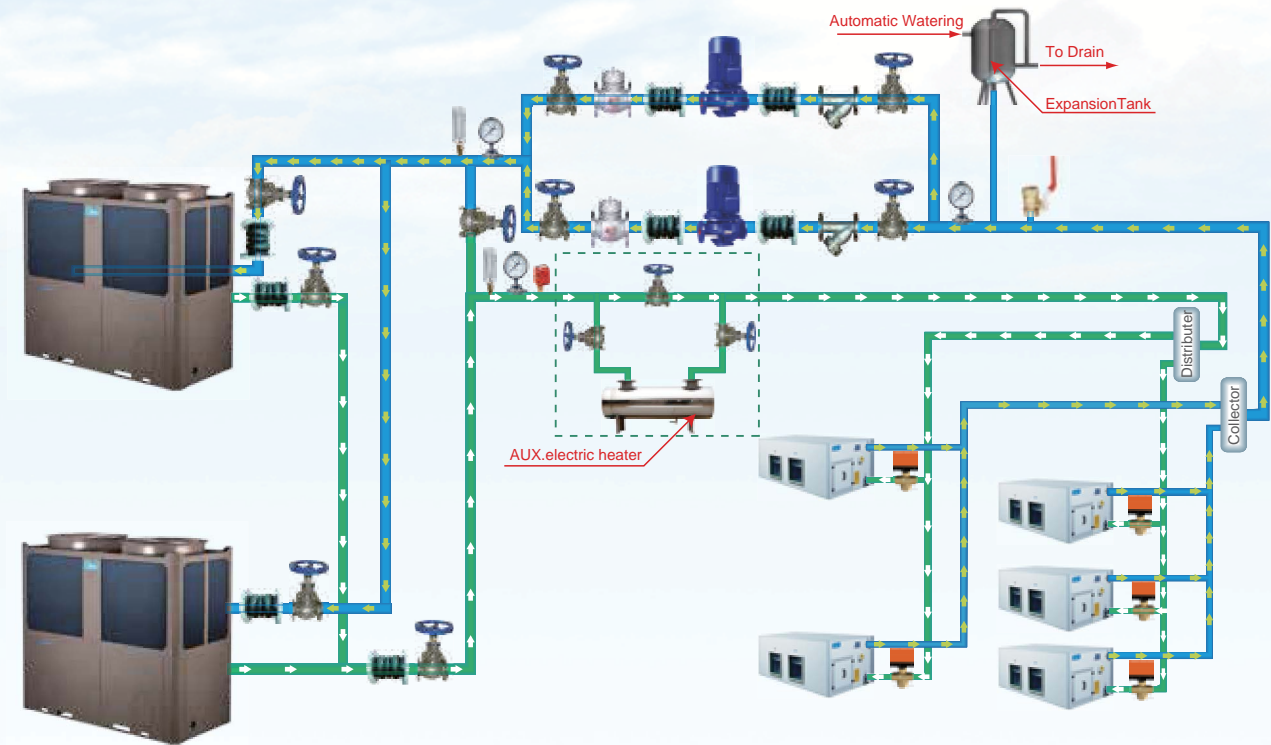 Automatic Watering
To Drain
ExpansionTank
Distributer
Collector
AUX.electric heater